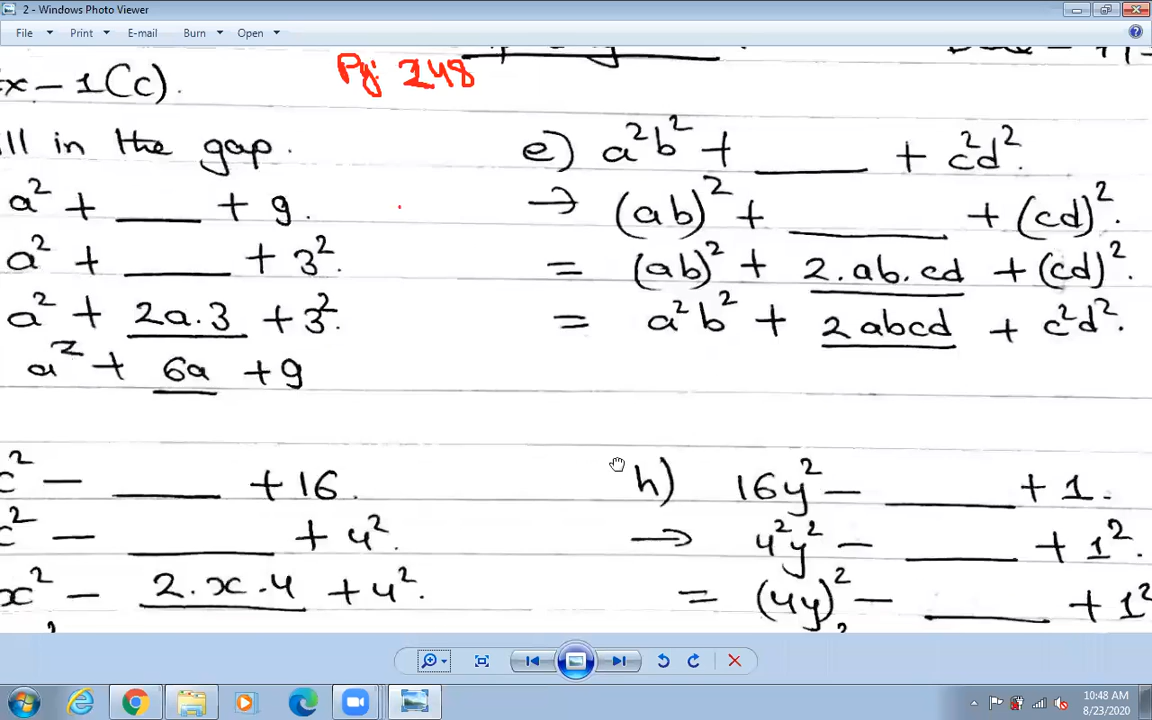 2 - Windows Photo Viewer
File Print E-mail Burn Open
x - 1(c).
Pg: 248
ill in the gap.
a² + ____ + 9.
a² + ____ + 3².
a² + 2a.3 + 3².
a² + 6a + 9
e) a²b² + ____ + c²d².
→ (ab)² + ____ + (cd)².
= (ab)² + 2.ab.cd + (cd)².
= a²b² + 2abcd + c²d².
x² - ____ + 16.
x² - ____ + 4².
x² - 2.x.4 + 4².
h) 16y² - ____ + 1.
→ 4²y² - ____ + 1².
= (4y)² - ____ + 1²
10:48 AM
8/23/2020